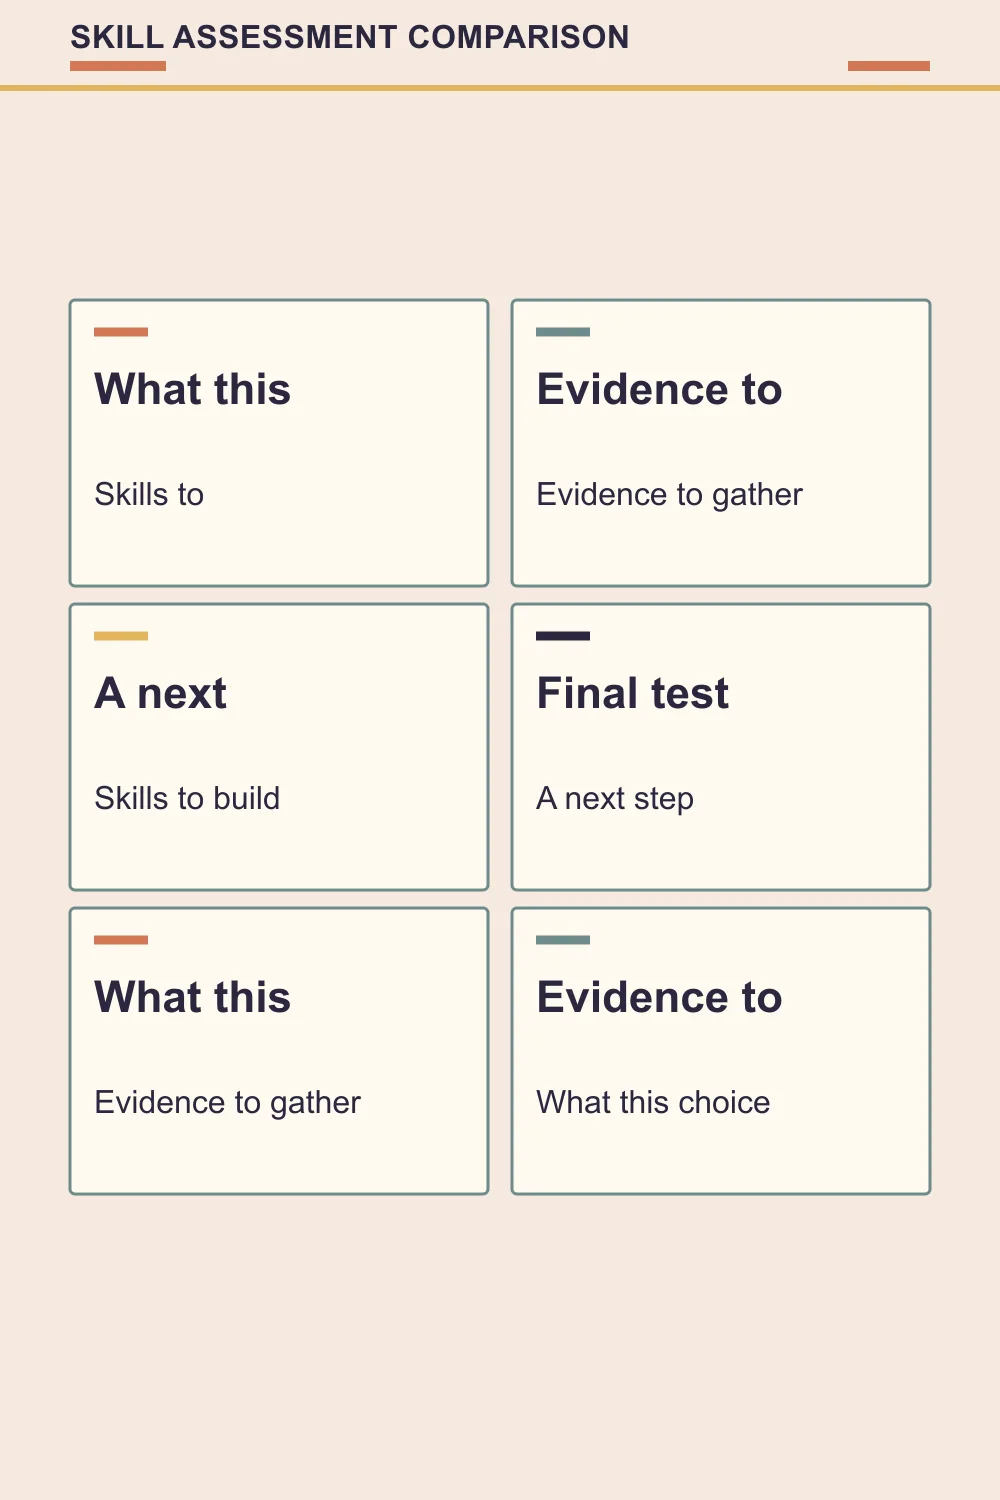 SKILL ASSESSMENT COMPARISON
What this
Skills to
Evidence to
Evidence to gather
A next
Skills to build
Final test
A next step
What this
Evidence to gather
Evidence to
What this choice